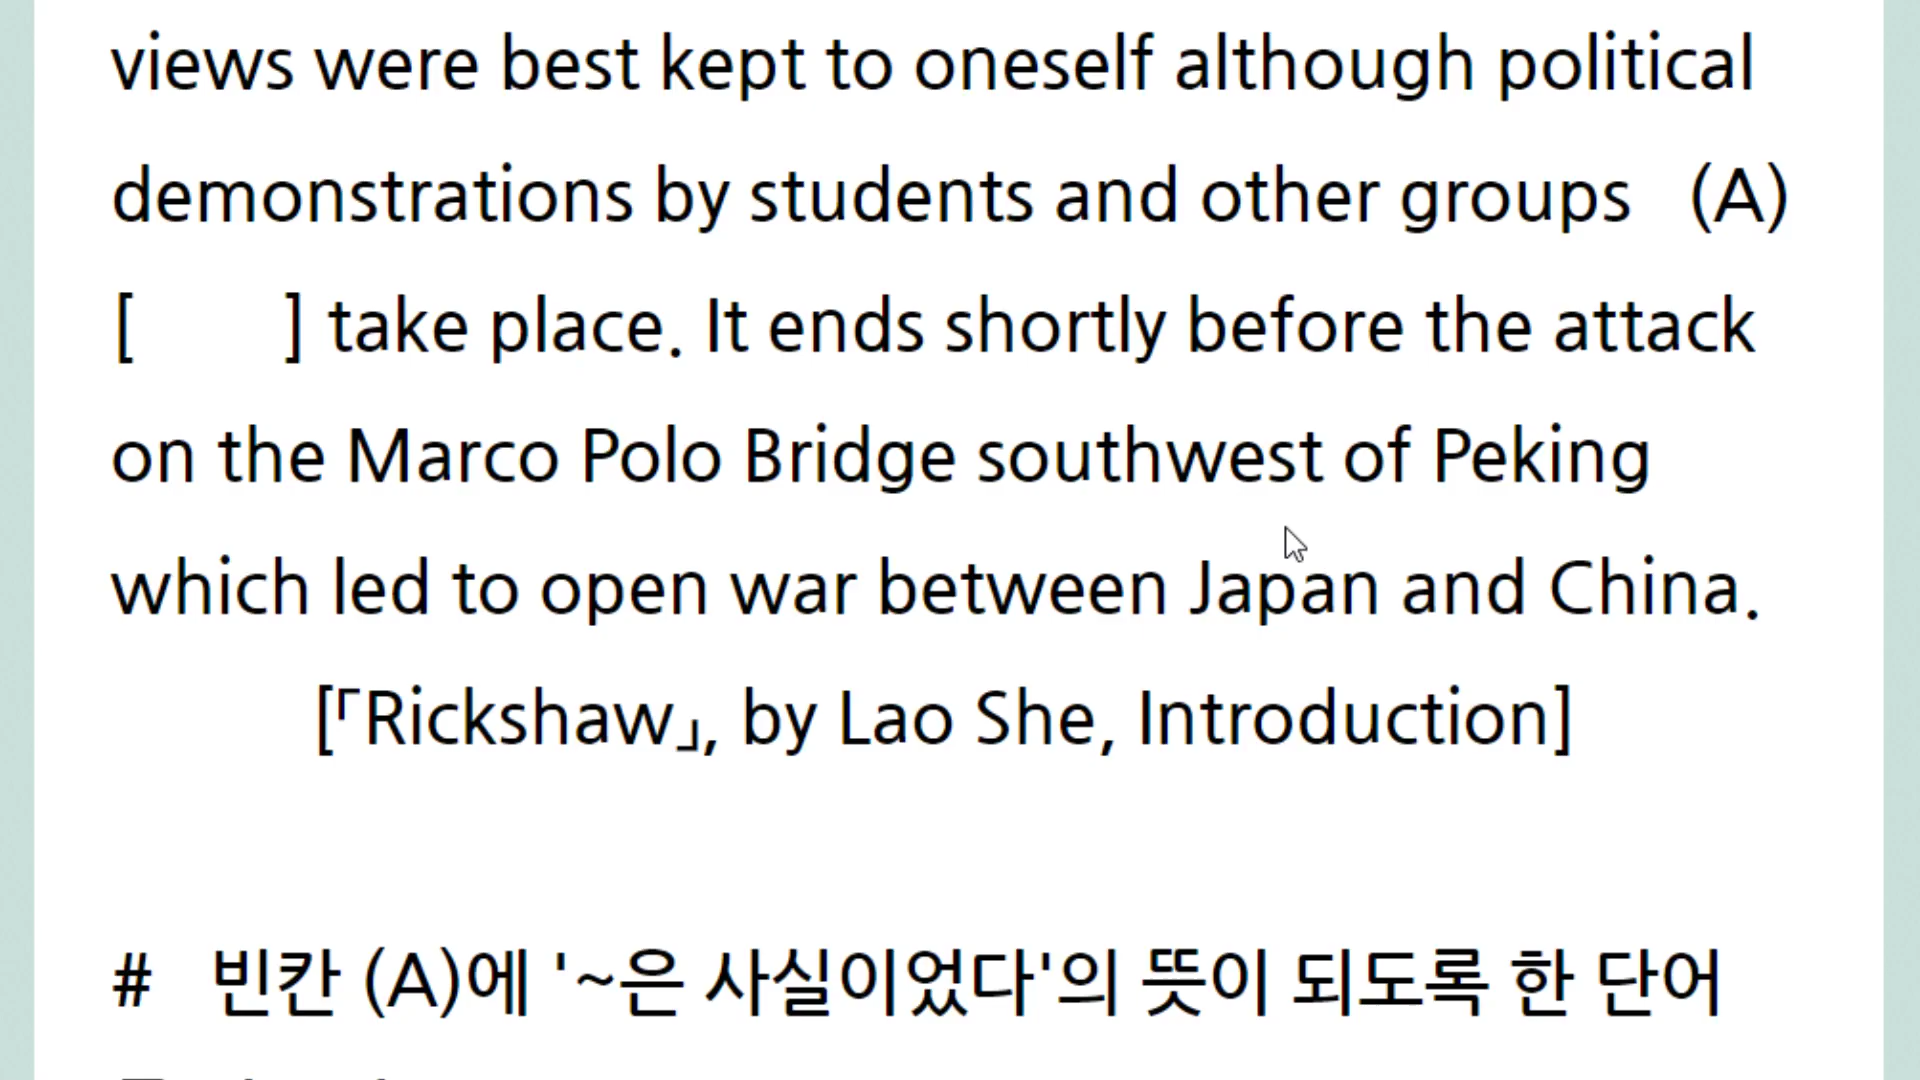 views were best kept to oneself although political
demonstrations by students and other groups (A)
[ ] take place. It ends shortly before the attack
on the Marco Polo Bridge southwest of Peking
which led to open war between Japan and China.
[「Rickshaw」, by Lao She, Introduction]
# 빈칸 (A)에 '~은 사실이었다'의 뜻이 되도록 한 단어